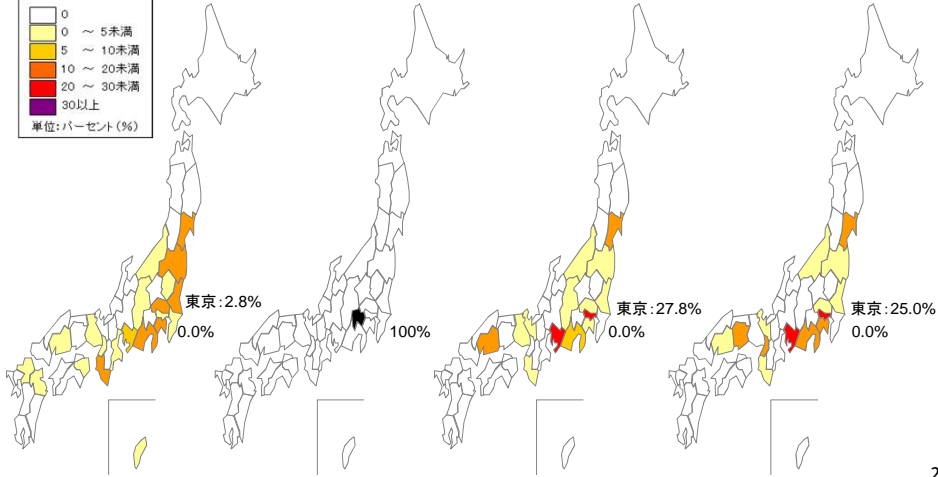 0
0 ～ 5未満
5 ～ 10未満
10 ～ 20未満
20 ～ 30未満
30以上
単位:パーセント(%)
東京:2.8%
0.0%
100%
東京:27.8%
0.0%
東京:25.0%
0.0%
2